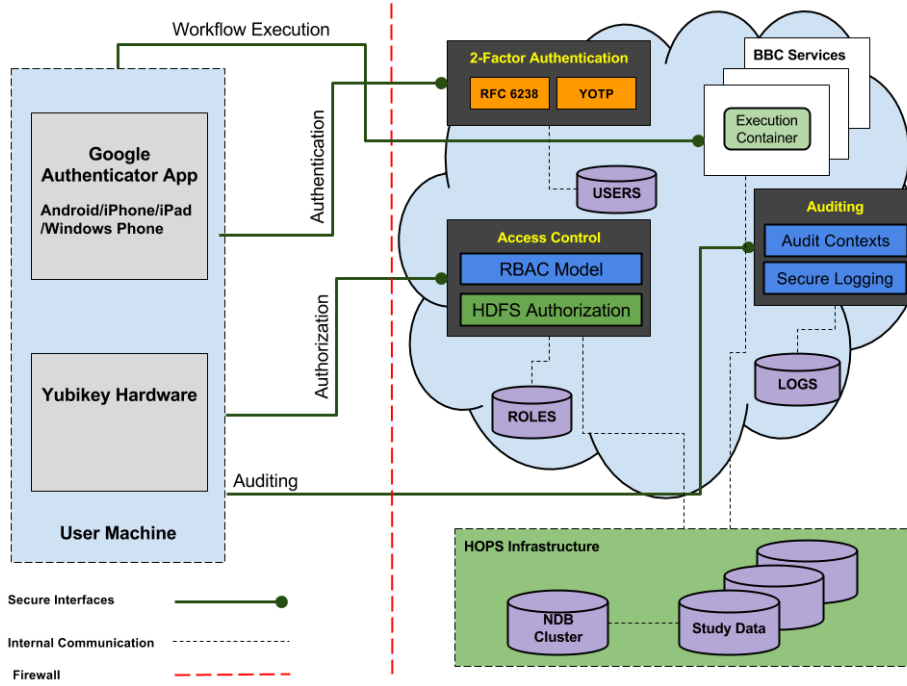 Workflow Execution
Google
Authenticator App
Android/iPhone/iPad
/Windows Phone
Yubikey Hardware
User Machine
Authentication
Authorization
Auditing
2-Factor Authentication
RFC 6238
YOTP
USERS
BBC Services
Execution
Container
Access Control
RBAC Model
HDFS Authorization
ROLES
Auditing
Audit Contexts
Secure Logging
LOGS
HOPS Infrastructure
NDB
Cluster
Study Data
Secure Interfaces
Internal Communication
Firewall